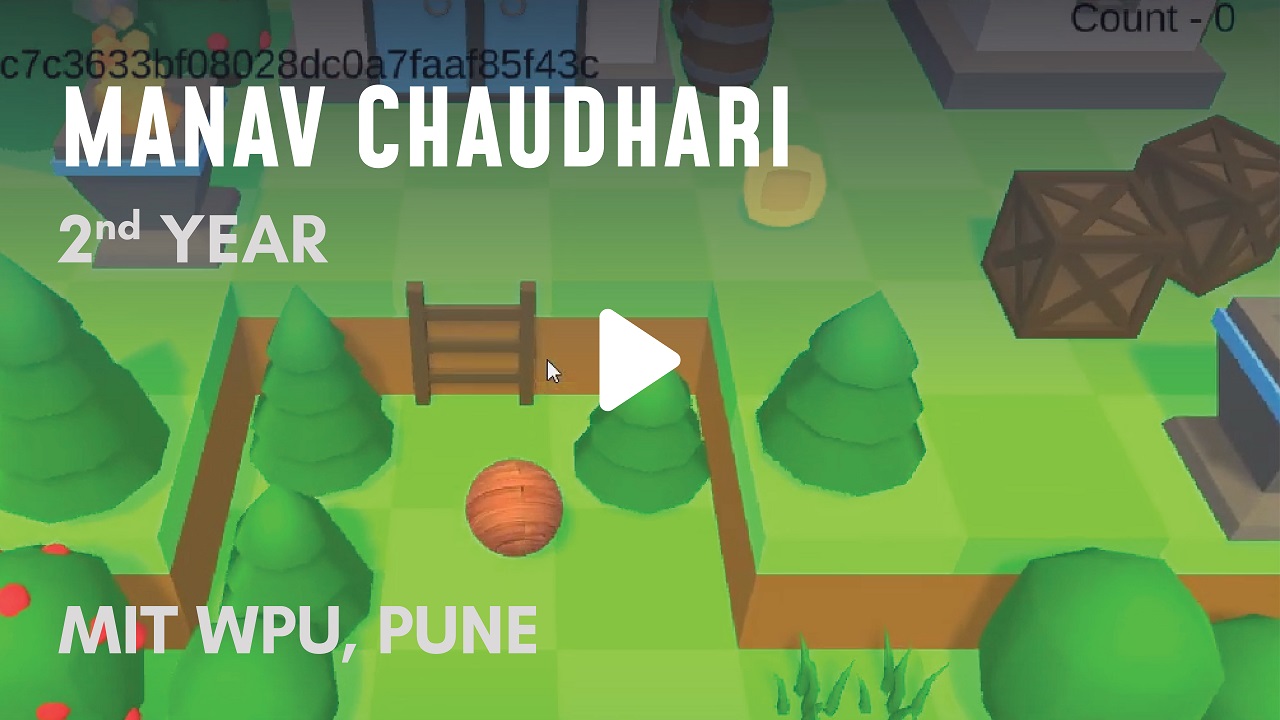 Count - 0
c7c3633bf08028dc0a7faaf85f43c
MANAV CHAUDHARI
2nd YEAR
MIT WPU, PUNE